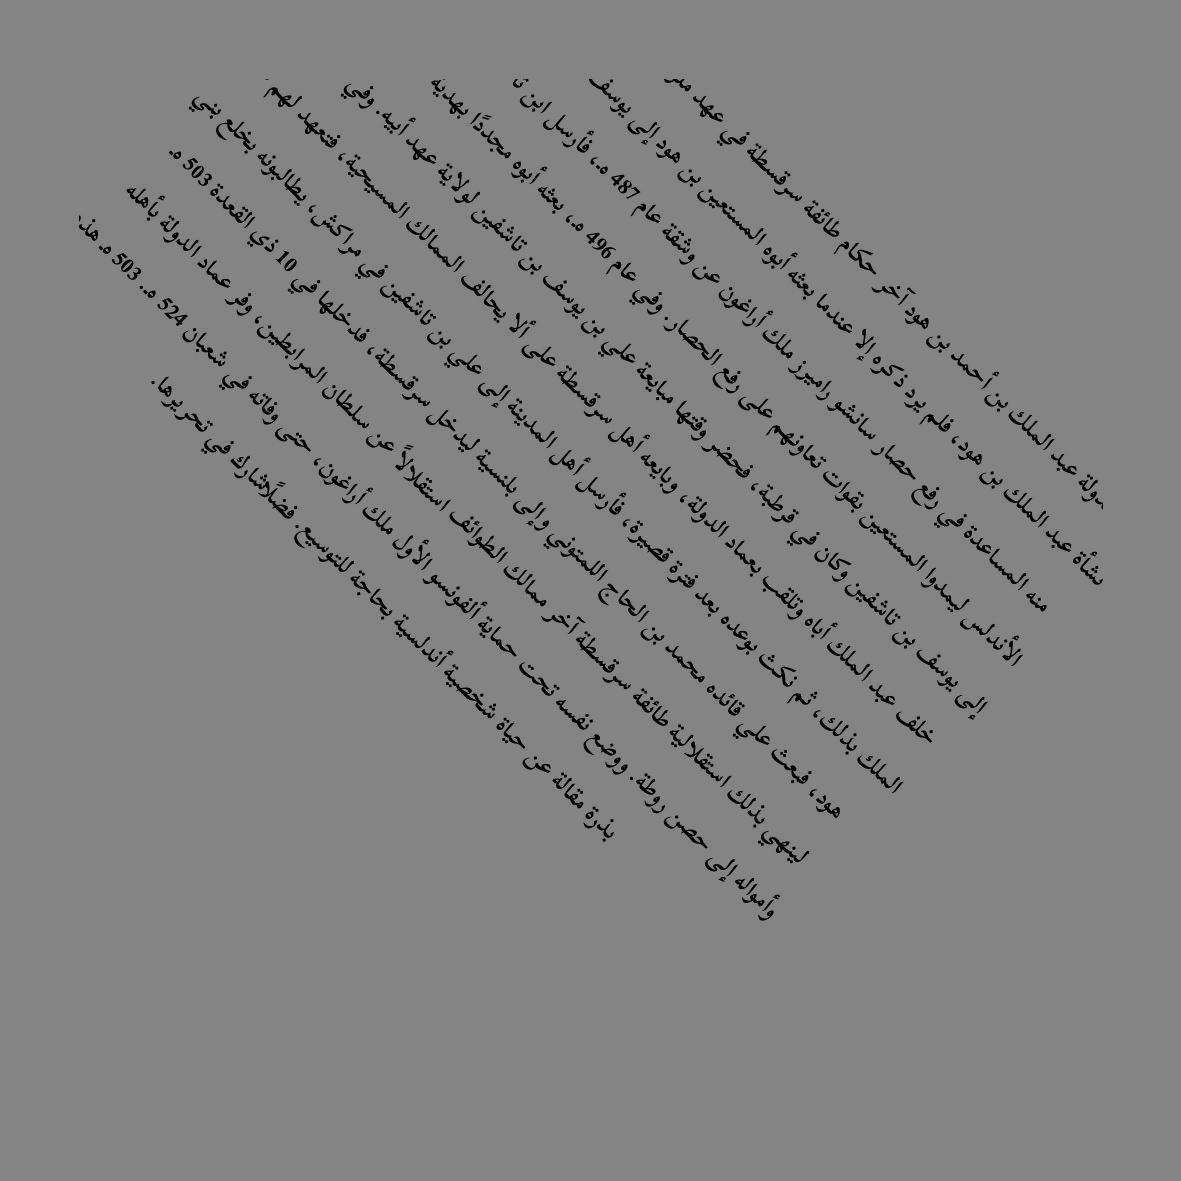 عبد الملك بن أحمد بن هود آخر حكام طائفة سرقسطة في عهد
عبد الملك بن هود، فلم يرد ذكره إلا عندما بعثه أبوه المستعين بن هود إلى يوسف
منه المساعدة في رفع حصار سانشو راميرز ملك أراغون عن وشقة عام 487 هـ، فأرسل ابن
الأندلس ليمدوا المستعين بقوات تعاونهم على رفع الحصار. وفي عام 496 هـ، بعثه أبوه مجددًا بهدية
إلى يوسف بن تاشفين وكان في قرطبة، فحضر وقتها مبايعة علي بن يوسف بن تاشفين لولاية عهد أبيه. وفي
خلف عبد الملك أباه وتلقب بعماد الدولة، وبايعه أهل سرقسطة على ألا يحالف الممالك المسيحية، فتعهد لهم
الملك بذلك، ثم نكث بوعده بعد فترة قصيرة، فأرسل أهل المدينة إلى علي بن تاشفين في مراكش، يطالبونه بخلع بني
هود، فبعث علي قائده محمد بن الحاج اللمتوني وإلى بلنسية ليدخل سرقسطة، فدخلها في 10 ذي القعدة 503 هـ
لينهي بذلك استقلالية طائفة سرقسطة آخر ممالك الطوائف استقلالاً عن سلطان المرابطين، وفر عماد الدولة بأهله
وأمواله إلى حصن روطة. ووضع نفسه تحت حماية ألفونسو الأول ملك أراغون، حتى وفاته في شعبان 524 هـ. 503 هـ هذه
بذرة مقالة عن حياة شخصية أندلسية بحاجة للتوسيع. فضلًاشارك في تحريرها.